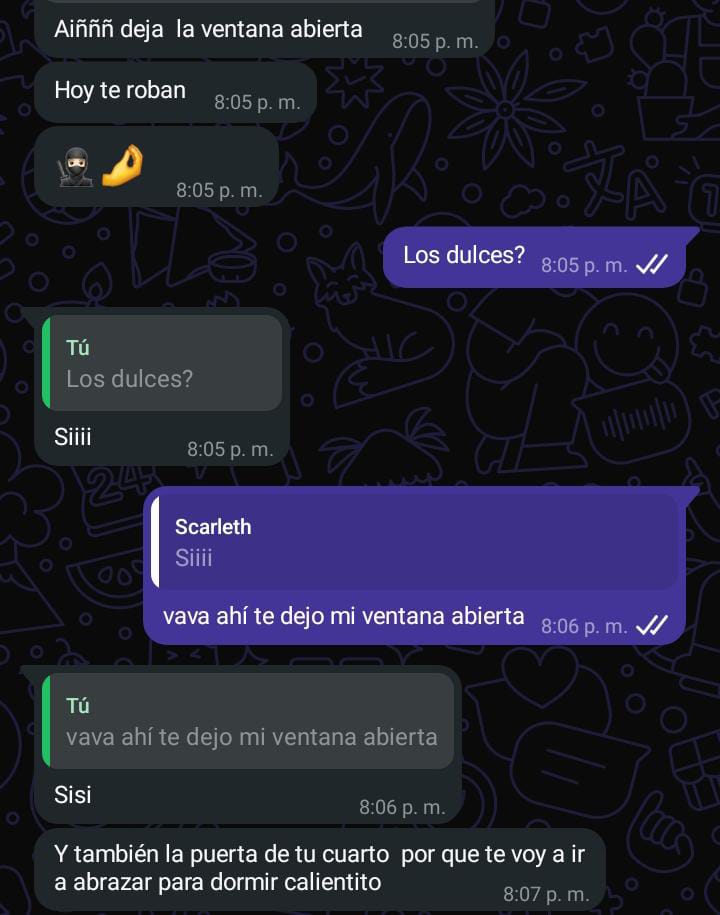 Aiñññ deja  la ventana abierta 8:05 p. m.
Hoy te roban 8:05 p. m.
🥷🏻🤌 8:05 p. m.
Los dulces? 8:05 p. m.
Tú
Los dulces?
Siiii 8:05 p. m.
Scarleth
Siiii
vava ahí te dejo mi ventana abierta 8:06 p. m.
Tú
vava ahí te dejo mi ventana abierta
Sisi 8:06 p. m.
Y también la puerta de tu cuarto  por que te voy a ir
a abrazar para dormir calientito 8:07 p. m.